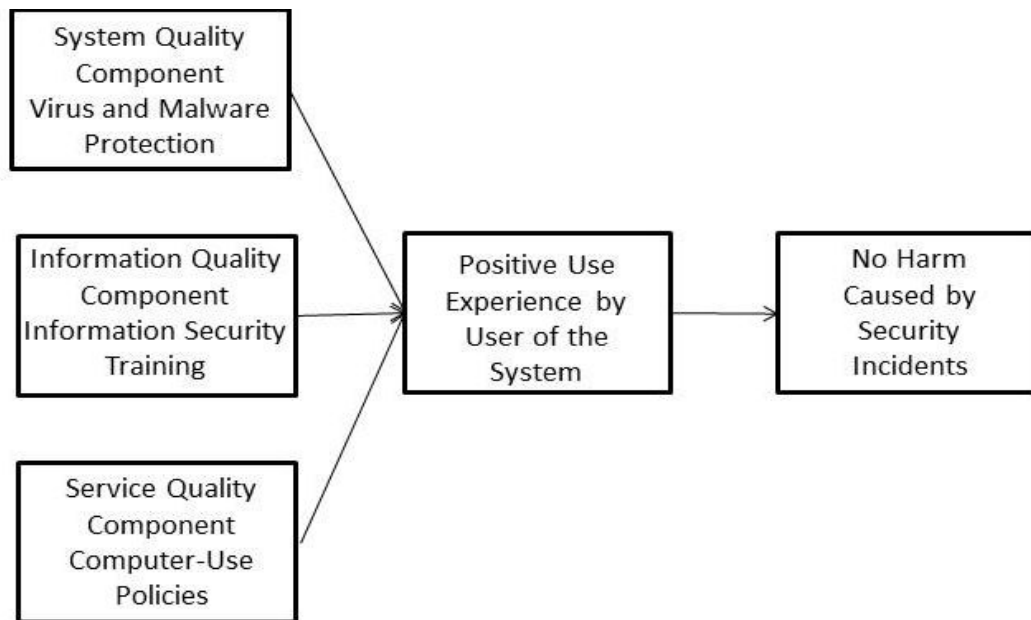 System Quality
Component
Virus and Malware
Protection
Information Quality
Component
Information Security
Training
Service Quality
Component
Computer-Use
Policies
Positive Use
Experience by
User of the
System
No Harm
Caused by
Security
Incidents